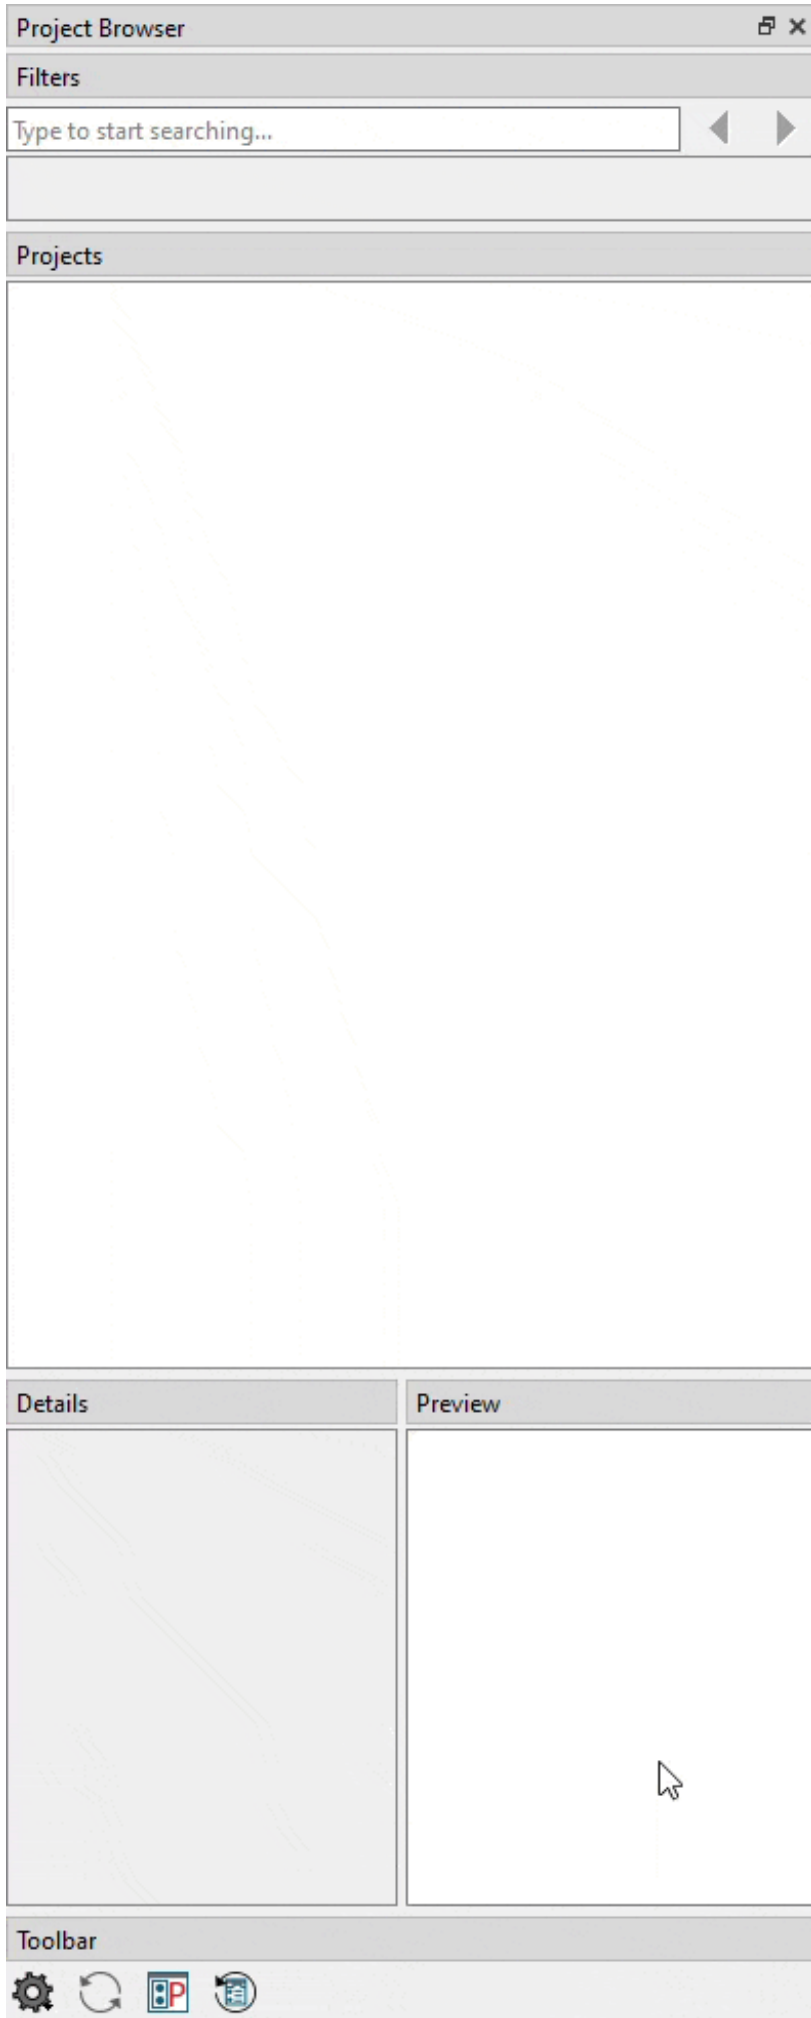 Project Browser
Filters
Type to start searching...
Projects
Details
Preview
Toolbar
P